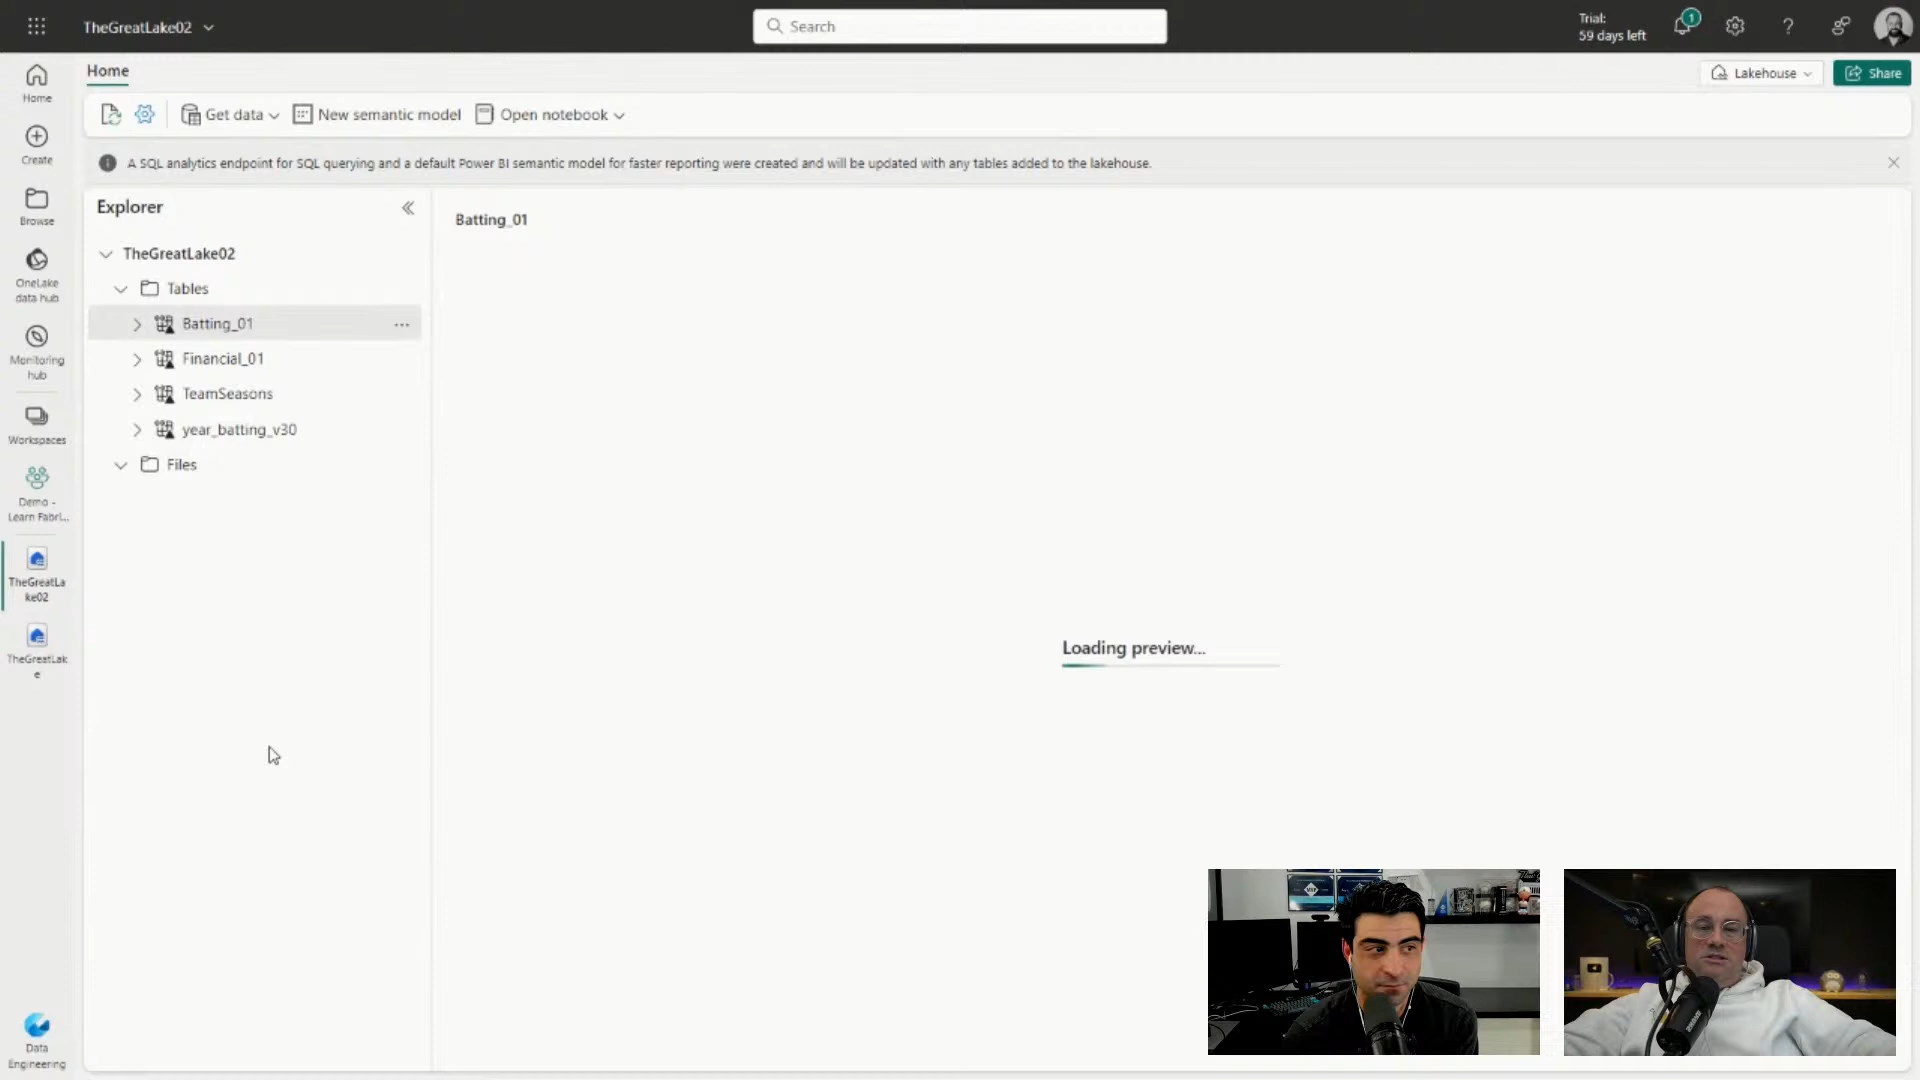 TheGreatLake02
Search
Trial:
59 days left
1
Home
Lakehouse
Share
Get data
New semantic model
Open notebook
A SQL analytics endpoint for SQL querying and a default Power BI semantic model for faster reporting were created and will be updated with any tables added to the lakehouse.
Home
Create
Browse
OneLake
data hub
Monitoring
hub
Workspaces
Demo -
Learn Fabri...
TheGreatLa
ke02
TheGreatLak
e
Data
Engineering
Explorer
TheGreatLake02
Tables
Batting_01
Financial_01
TeamSeasons
year_batting_v30
Files
Batting_01
Loading preview...